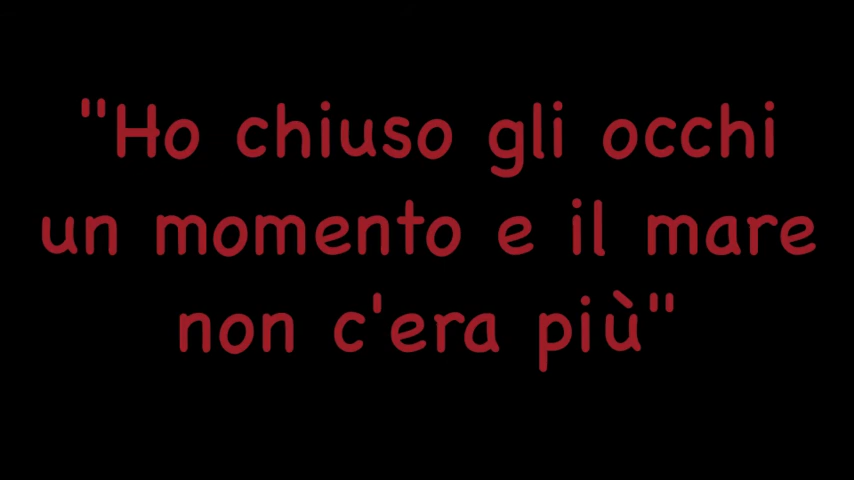 "Ho chiuso gli occhi
un momento e il mare
non c'era più"